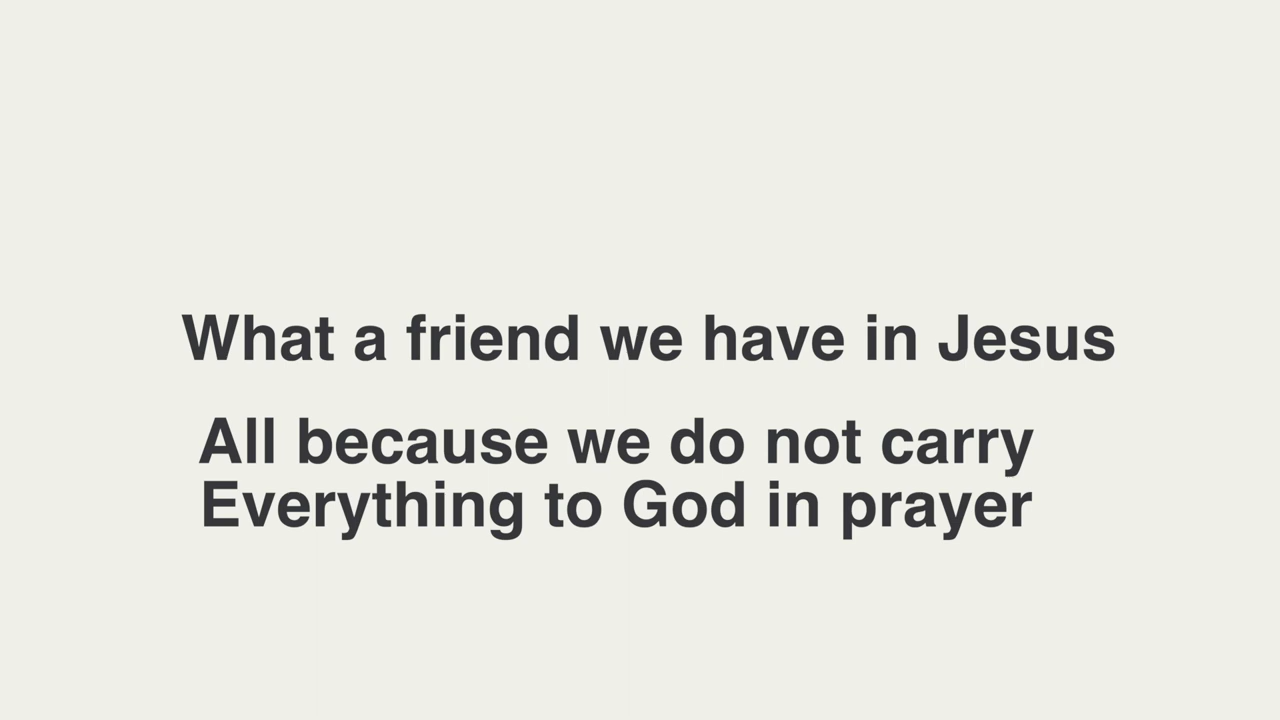 What a friend we have in Jesus
All because we do not carry
Everything to God in prayer